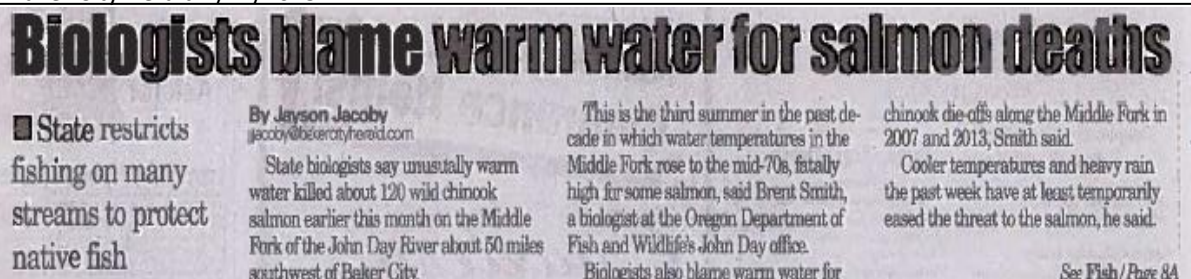 Biologists blame warm water for salmon deaths
■ State restricts
fishing on many
streams to protect
native fish
By Jayson Jacoby
jjacoby@bakercityherald.com
State biologists say unusually warm
water killed about 120 wild chinook
salmon earlier this month on the Middle
Fork of the John Day River about 50 miles
southwest of Baker City.
This is the third summer in the past de-
cade in which water temperatures in the
Middle Fork rose to the mid-70s, fatally
high for some salmon, said Brent Smith,
a biologist at the Oregon Department of
Fish and Wildlife's John Day office.
Biologists also blame warm water for
chinook die-offs along the Middle Fork in
2007 and 2013, Smith said.
Cooler temperatures and heavy rain
the past week have at least temporarily
eased the threat to the salmon, he said.
See Fish/Page 8A